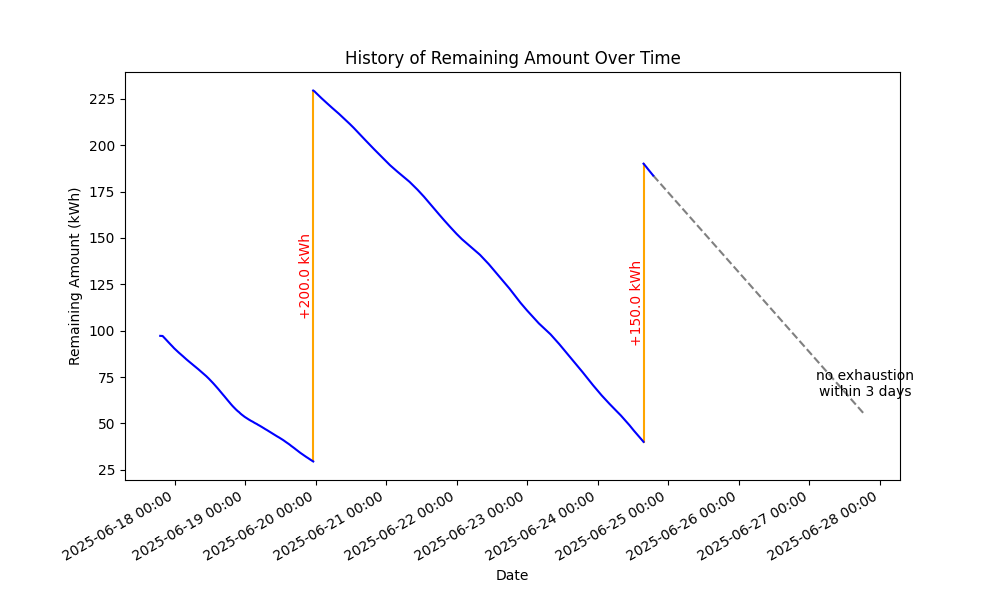 History of Remaining Amount Over Time
Remaining Amount (kWh)
225
200
175
150
125
100
75
50
25
+200.0 kWh
+150.0 kWh
no exhaustion
within 3 days
2025-06-18 00:00
2025-06-19 00:00
2025-06-20 00:00
2025-06-21 00:00
2025-06-22 00:00
2025-06-23 00:00
2025-06-24 00:00
2025-06-25 00:00
2025-06-26 00:00
2025-06-27 00:00
2025-06-28 00:00
Date